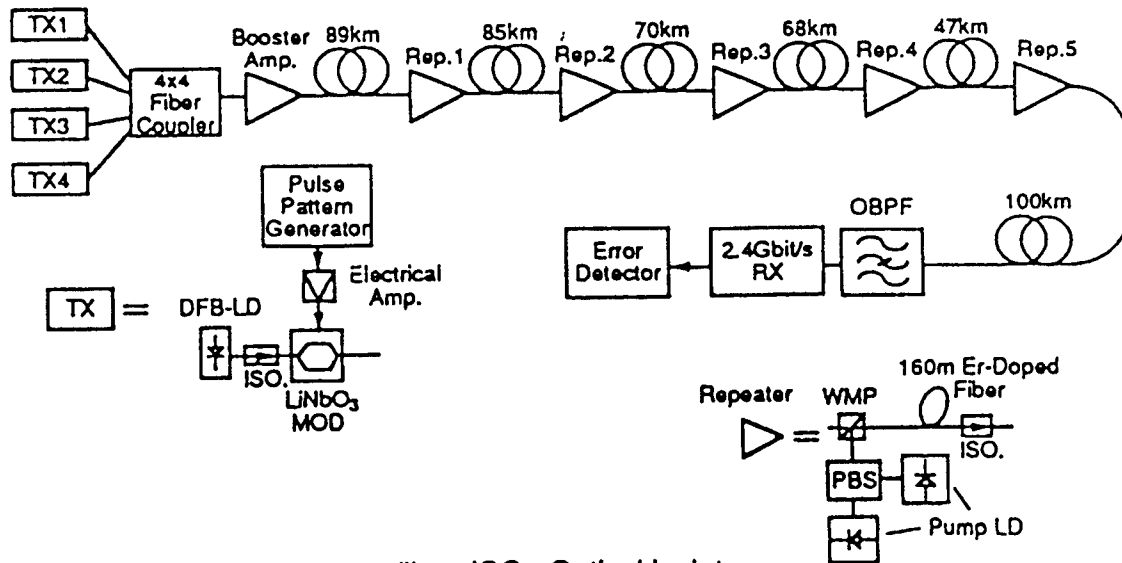 TX1
TX2
TX3
TX4
4x4
Fiber
Coupler
Booster
Amp.
89km
Rep.1
85km
Rep.2
70km
Rep.3
68km
Rep.4
47km
Rep.5
100km
OBPF
2.4Gbit/s
RX
Error
Detector
Pulse
Pattern
Generator
Electrical
Amp.
TX =
DFB-LD
ISO.
LiNbO3
MOD
Repeater
=
WMP
160m Er-Doped
Fiber
ISO.
PBS
Pump LD